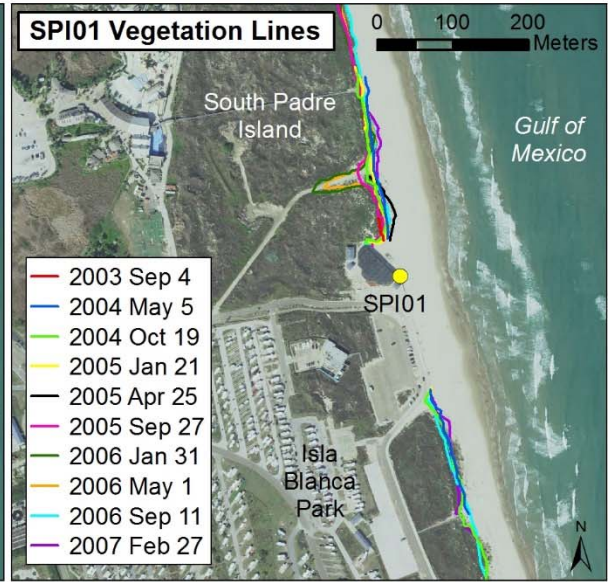 SPI01 Vegetation Lines
0 100 200
Meters
South Padre
Island
Gulf of
Mexico
SPI01
2003 Sep 4
2004 May 5
2004 Oct 19
2005 Jan 21
2005 Apr 25
2005 Sep 27
2006 Jan 31
2006 May 1
2006 Sep 11
2007 Feb 27
Isla
Blanca
Park
N